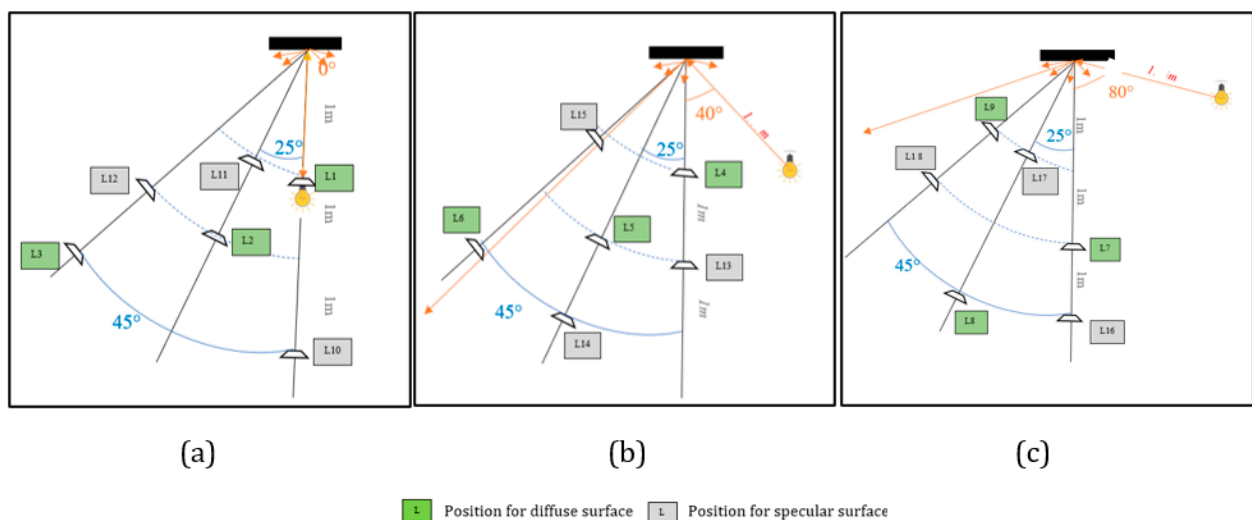 0°
1m
25°
L1
L11
L12
1m
L2
L3
1m
45°
L10
L15
40°
25°
L4
1m
L6
L5
L13
45°
1m
L14
L9
80°
1m
25°
L18
L17
1m
L7
45°
1m
L8
L16
(a)
(b)
(c)
L Position for diffuse surface
L Position for specular surface